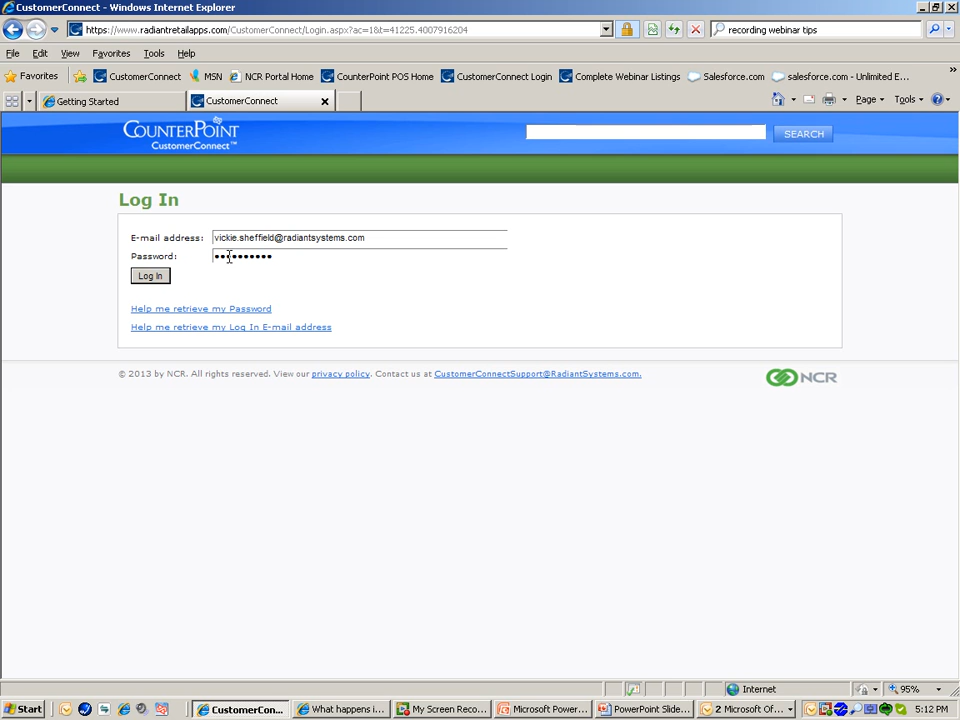 CustomerConnect - Windows Internet Explorer
https://www.radiantretailapps.com/CustomerConnect/Login.aspx?ac=1&t=41225.4007916204
recording webinar tips
File Edit View Favorites Tools Help
Favorites CustomerConnect MSN NCR Portal Home CounterPoint POS Home CustomerConnect Login Complete Webinar Listings Salesforce.com salesforce.com - Unlimited E... »
Getting Started CustomerConnect Page Tools
COUNTERPOINT
CustomerConnect™
SEARCH
Log In
E-mail address: vickie.sheffield@radiantsystems.com
Password: ••••••••••
Log In
Help me retrieve my Password
Help me retrieve my Log In E-mail address
© 2013 by NCR. All rights reserved. View our privacy policy. Contact us at CustomerConnectSupport@RadiantSystems.com.
NCR
Internet 95%
Start CustomerCon... What happens i... My Screen Reco... Microsoft Power... PowerPoint Slide... 2 Microsoft Of... 5:12 PM